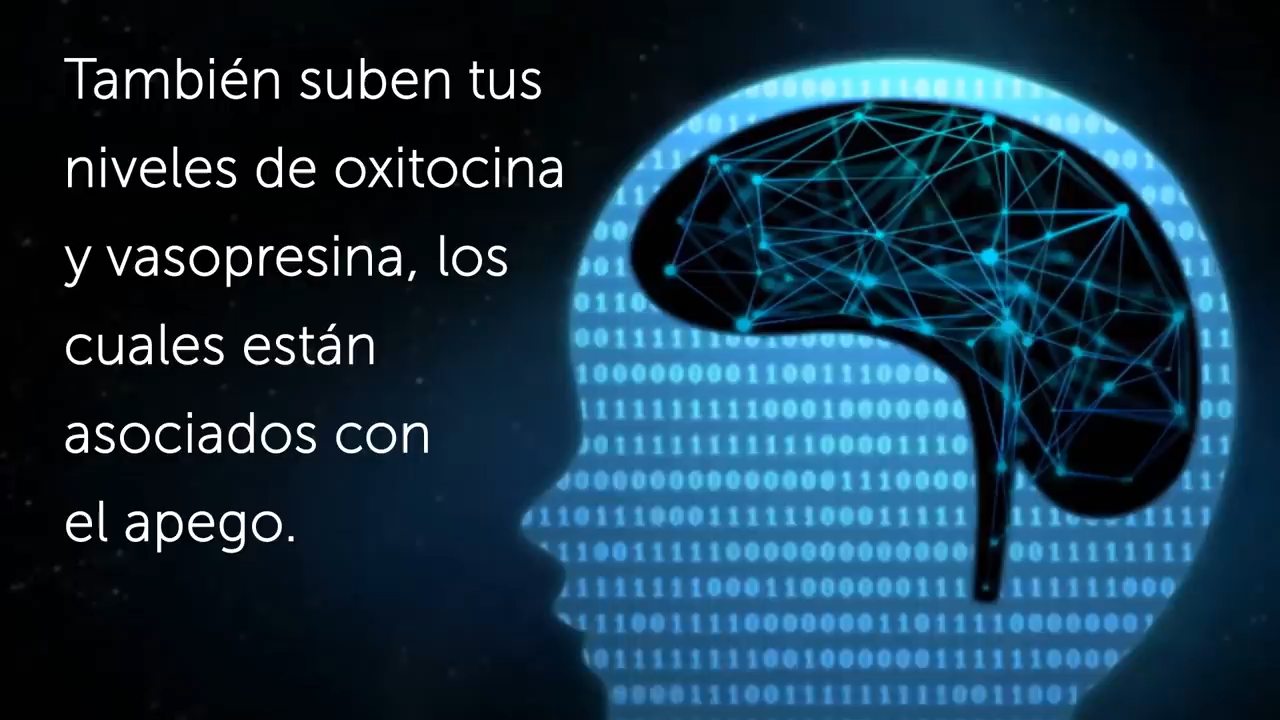 También suben tus
niveles de oxitocina
y vasopresina, los
cuales están
asociados con
el apego.